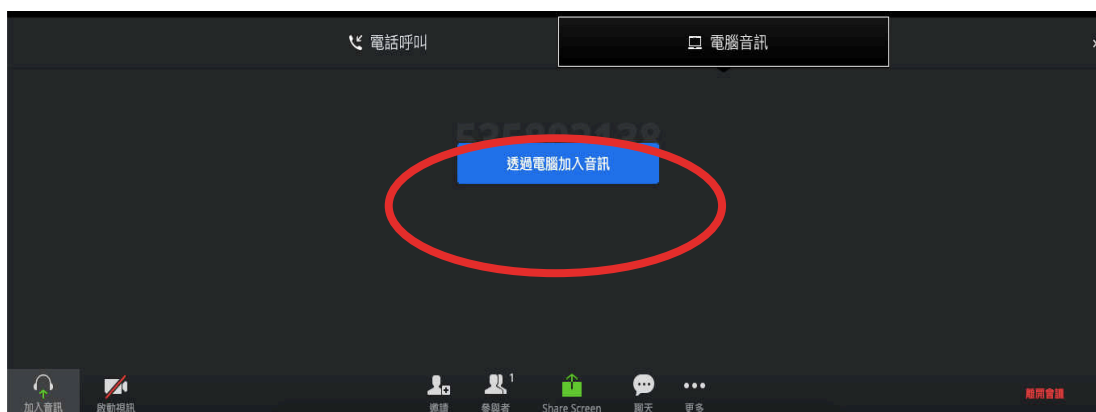 電話呼叫
電腦音訊
透過電腦加入音訊
1
加入音訊
啟動視訊
邀請
參與者
Share Screen
聊天
更多
離開會議